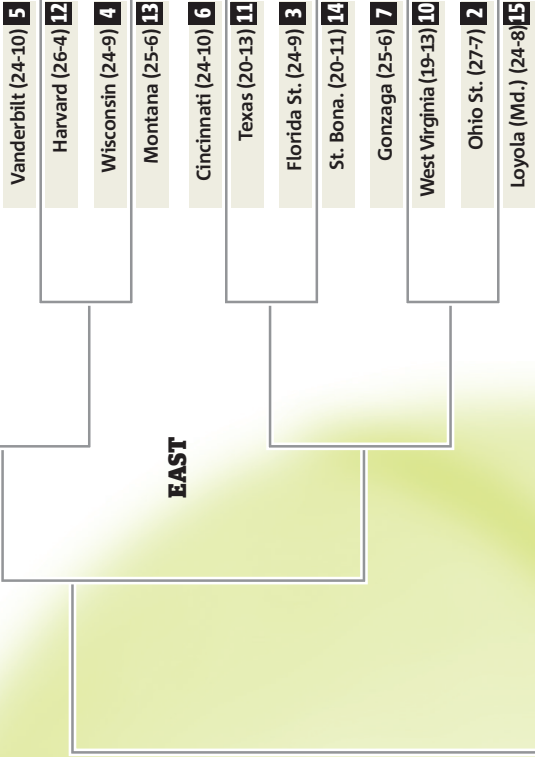 Vanderbilt (24-10) 5
Harvard (26-4) 12
Wisconsin (24-9) 4
Montana (25-6) 13
Cincinnati (24-10) 6
Texas (20-13) 11
Florida St. (24-9) 3
St. Bona. (20-11) 14
Gonzaga (25-6) 7
West Virginia (19-13) 10
Ohio St. (27-7) 2
Loyola (Md.) (24-8) 15
EAST